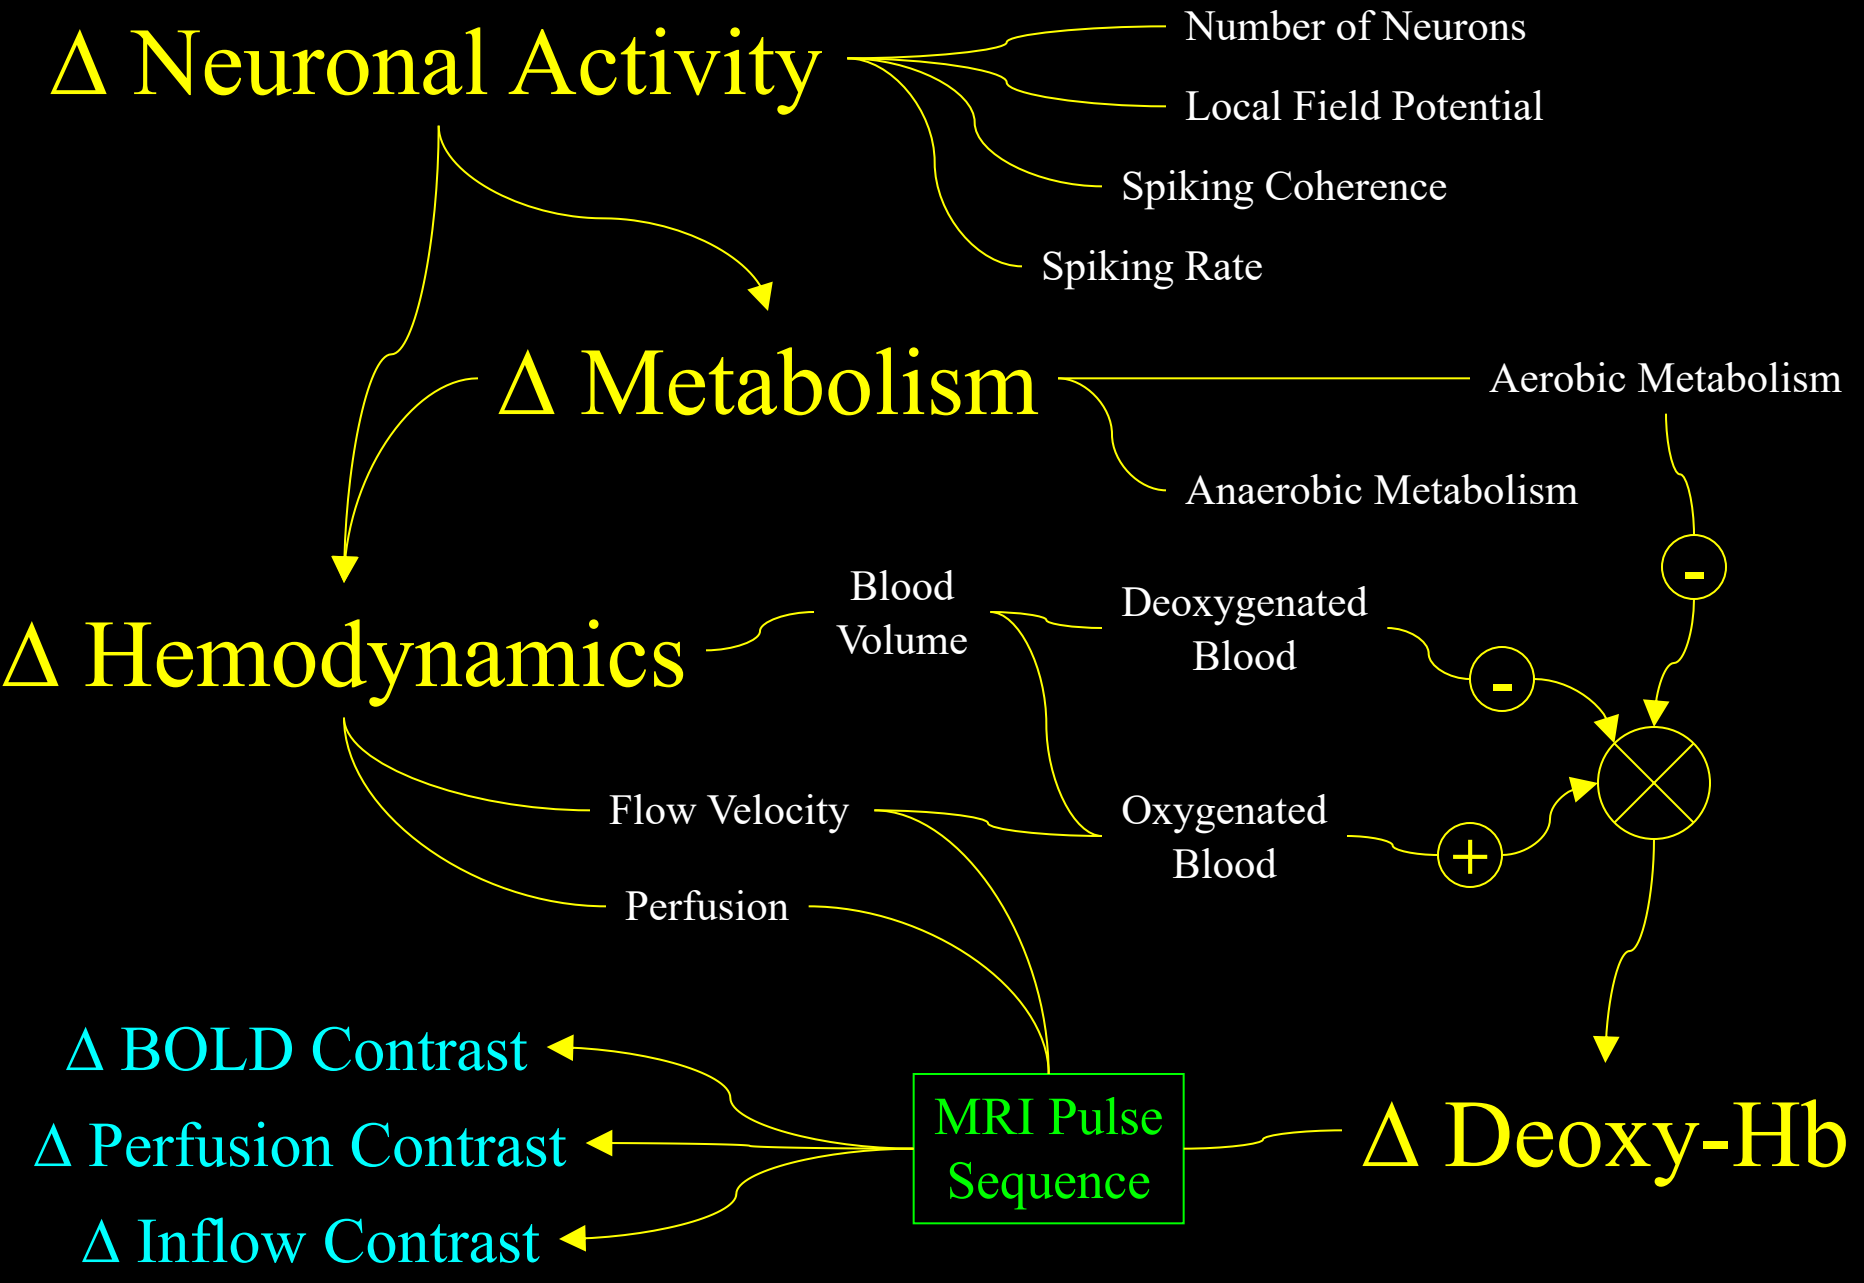 Δ Neuronal Activity
Number of Neurons
Local Field Potential
Spiking Coherence
Spiking Rate
Δ Metabolism
Aerobic Metabolism
Anaerobic Metabolism
-
Δ Hemodynamics
Blood
Volume
Deoxygenated
Blood
-
Flow Velocity
Oxygenated
Blood
+
Perfusion
Δ BOLD Contrast
Δ Perfusion Contrast
Δ Inflow Contrast
MRI Pulse
Sequence
Δ Deoxy-Hb